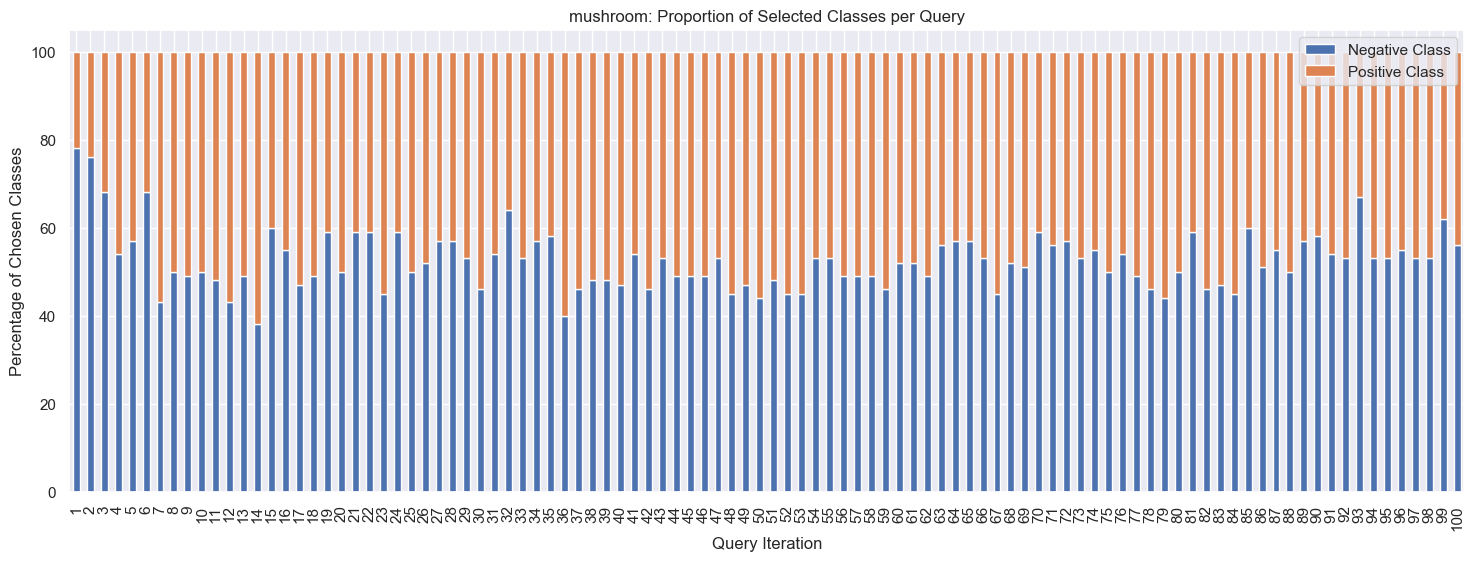 mushroom: Proportion of Selected Classes per Query
Negative Class
Positive Class
Percentage of Chosen Classes
100
80
60
40
20
0
1 2 3 4 5 6 7 8 9 10 11 12 13 14 15 16 17 18 19 20 21 22 23 24 25 26 27 28 29 30 31 32 33 34 35 36 37 38 39 40 41 42 43 44 45 46 47 48 49 50 51 52 53 54 55 56 57 58 59 60 61 62 63 64 65 66 67 68 69 70 71 72 73 74 75 76 77 78 79 80 81 82 83 84 85 86 87 88 89 90 91 92 93 94 95 96 97 98 99 100
Query Iteration